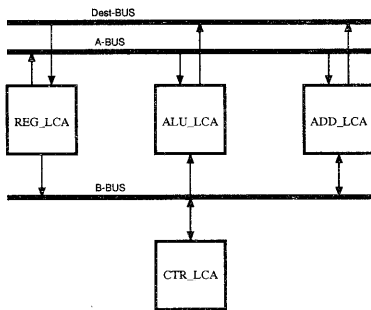 Dest-BUS
A-BUS
REG_LCA
ALU_LCA
ADD_LCA
B-BUS
CTR_LCA